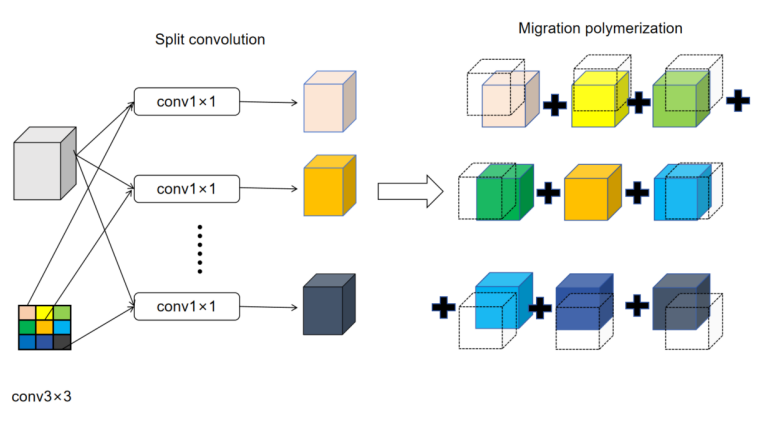 Migration polymerization
Split convolution
conv1×1
conv1×1
conv1×1
conv3×3